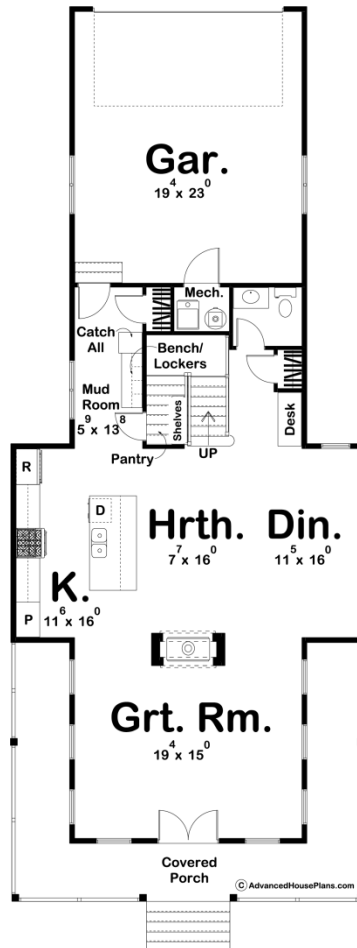 Gar.
19⁴ x 23⁰
Mech.
Catch
All
Bench/
Lockers
Mud
Room
5⁹ x 13⁸
Shelves
Desk
Pantry
UP
R
D
Hrth.
7⁷ x 16⁰
Din.
11⁵ x 16⁰
K.
11⁶ x 16⁰
P
Grt. Rm.
19⁴ x 15⁰
Covered
Porch
© AdvancedHousePlans.com